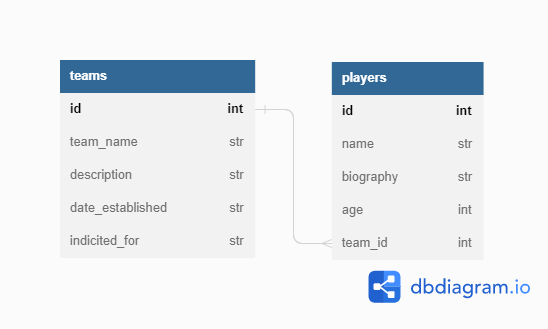 teams
id int
team_name str
description str
date_established str
indicited_for str
players
id int
name str
biography str
age int
team_id int
dbdiagram.io